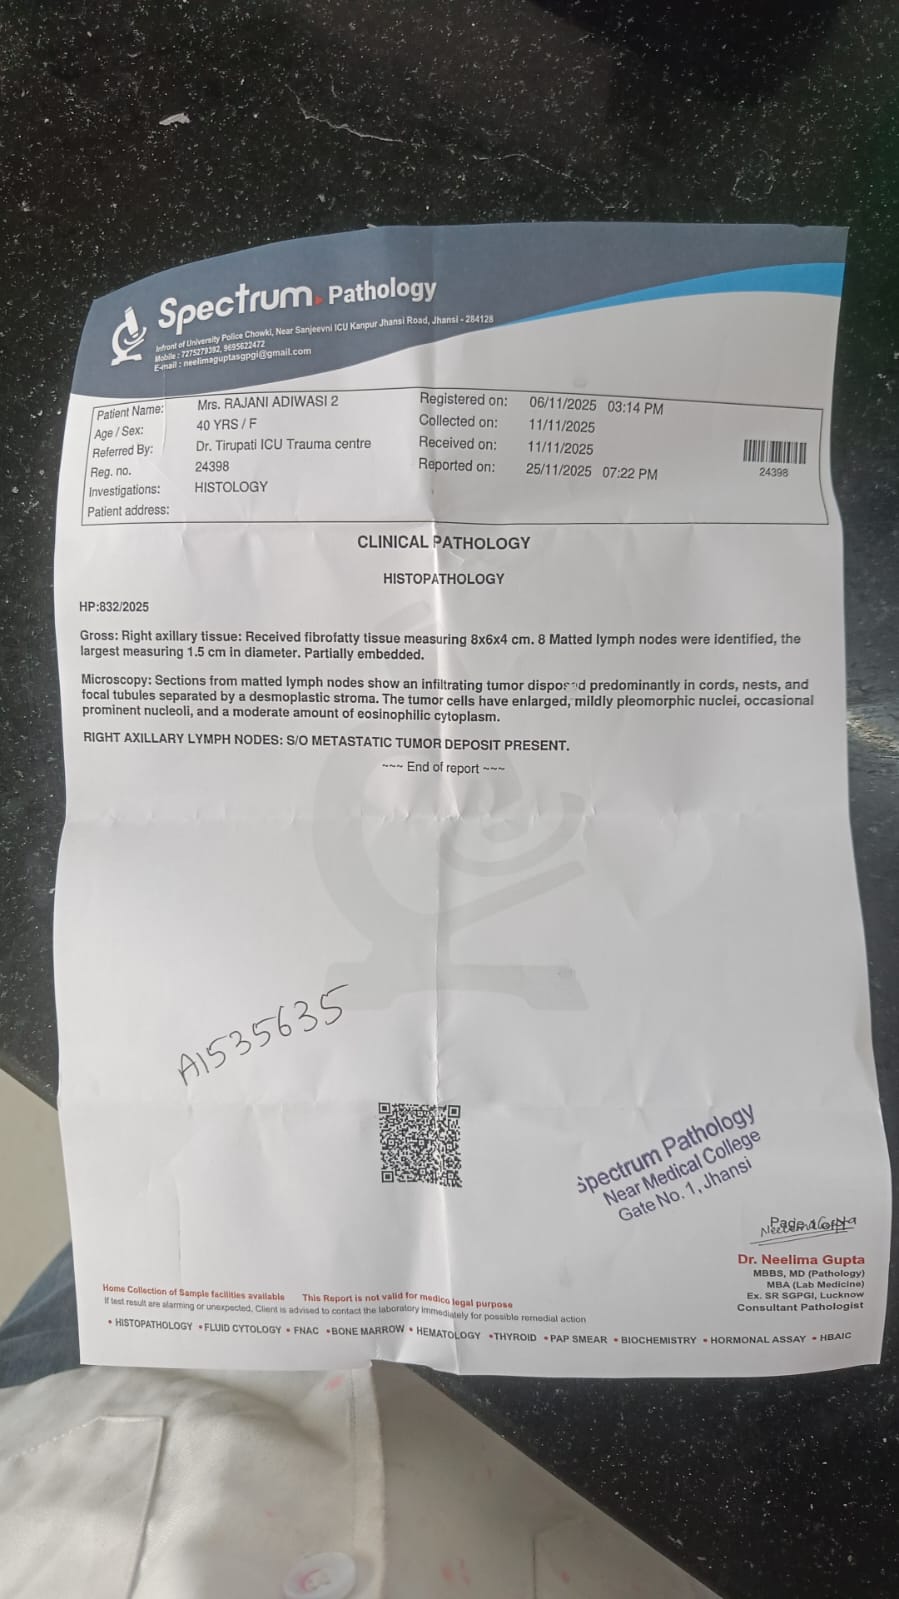 Spectrum Pathology
Infront of University Police Chowki, Near Sanjeevni ICU Kanpur Jhansi Road, Jhansi - 284128
Mobile : 7275279392, 9695622472
E-mail : neelimaguptasgpgi@gmail.com
Patient Name: Mrs. RAJANI ADIWASI 2 Registered on: 06/11/2025 03:14 PM
Age / Sex: 40 YRS / F Collected on: 11/11/2025
Referred By: Dr. Tirupati ICU Trauma centre Received on: 11/11/2025
Reg. no. 24398 Reported on: 25/11/2025 07:22 PM
24398
Investigations: HISTOLOGY
Patient address:
CLINICAL PATHOLOGY
HISTOPATHOLOGY
HP:832/2025
Gross: Right axillary tissue: Received fibrofatty tissue measuring 8x6x4 cm. 8 Matted lymph nodes were identified, the
largest measuring 1.5 cm in diameter. Partially embedded.
Microscopy: Sections from matted lymph nodes show an infiltrating tumor disposed predominantly in cords, nests, and
focal tubules separated by a desmoplastic stroma. The tumor cells have enlarged, mildly pleomorphic nuclei, occasional
prominent nucleoli, and a moderate amount of eosinophilic cytoplasm.
RIGHT AXILLARY LYMPH NODES: S/O METASTATIC TUMOR DEPOSIT PRESENT.
~~~ End of report ~~~
A1535635
Spectrum Pathology
Near Medical College
Gate No. 1, Jhansi
Dr. Neelima Gupta
MBBS, MD (Pathology)
MBA (Lab Medicine)
Ex. SR SGPGI, Lucknow
Consultant Pathologist
Home Collection of Sample facilities available This Report is not valid for medico legal purpose
If test result are alarming or unexpected, Client is advised to contact the laboratory immediately for possible remedial action
• HISTOPATHOLOGY • FLUID CYTOLOGY • FNAC • BONE MARROW • HEMATOLOGY • THYROID • PAP SMEAR • BIOCHEMISTRY • HORMONAL ASSAY • HBAIC